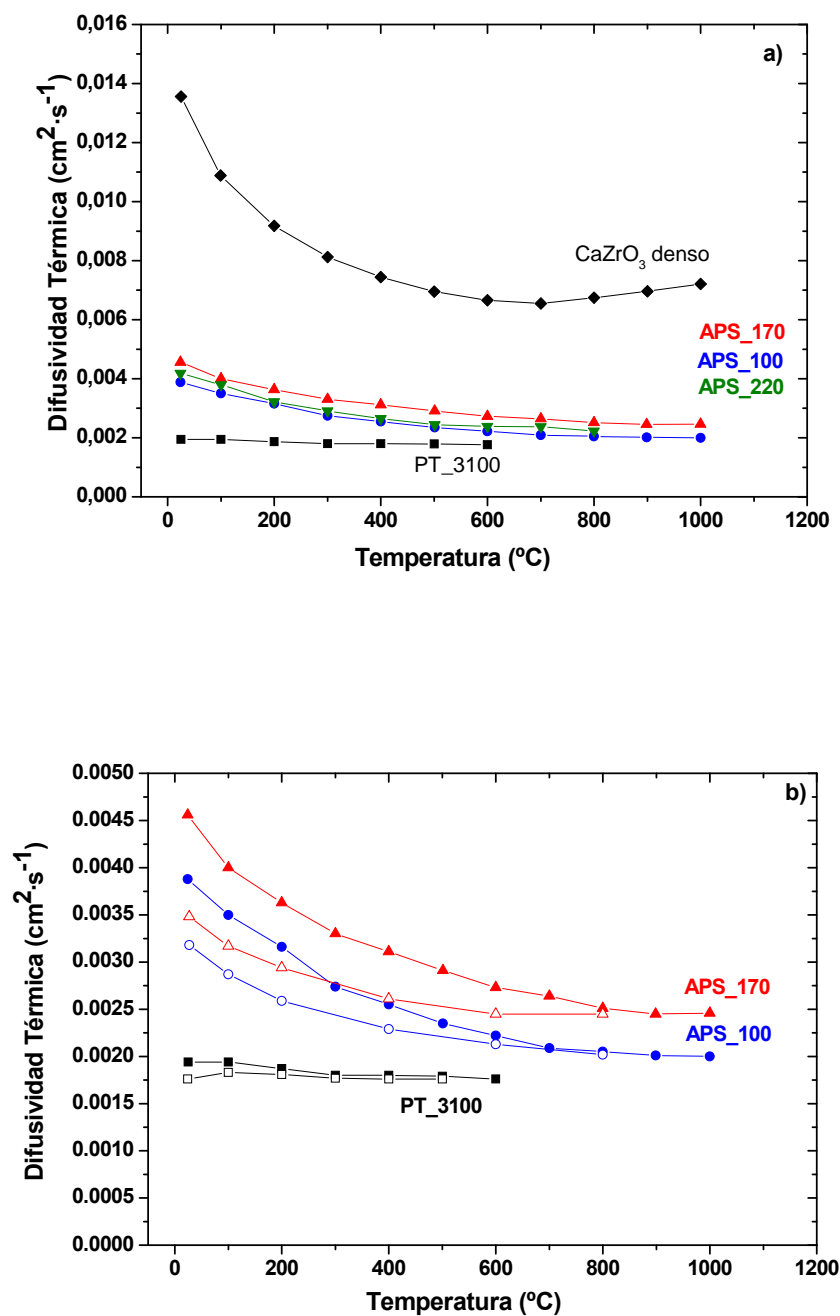 0,016
0,014
0,012
0,010
0,008
0,006
0,004
0,002
0,000
Difusividad Térmica (cm²·s⁻¹)
a)
CaZrO₃ denso
APS_170
APS_100
APS_220
PT_3100
0 200 400 600 800 1000 1200
Temperatura (ºC)
0.0050
0.0045
0.0040
0.0035
0.0030
0.0025
0.0020
0.0015
0.0010
0.0005
0.0000
Difusividad Térmica (cm²·s⁻¹)
b)
APS_170
APS_100
PT_3100
0 200 400 600 800 1000 1200
Temperatura (ºC)